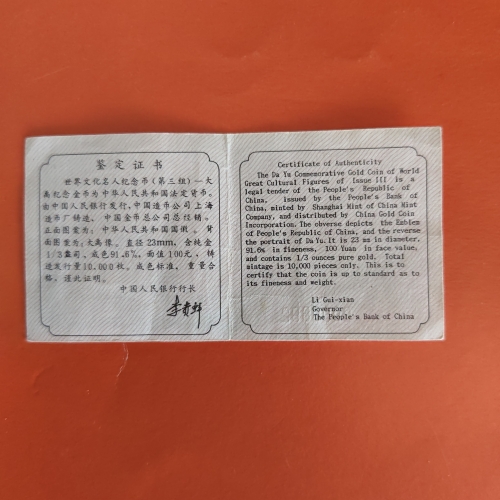 鉴定证书
世界文化名人纪念币(第三组)—大
禹纪念金币为中华人民共和国法定货币。
由中国人民银行发行,中国造币公司上海
造币厂铸造,中国金币总公司总经销。
正面图案为:中华人民共和国国徽。背
面图案为:大禹像。直径23mm,含纯金
1/3盎司,成色91.6%,面值100元,铸
造发行量10,000枚。成色标准,重量合
格。谨此证明。
中国人民银行行长
李贵鲜
Certificate of Authenticity
The Da Yu Commemorative Gold Coin of World
Great Cultural Figures of Issue III is a
legal tender of the People's Republic of
China, issued by the People's Bank of
China, minted by Shanghai Mint of China Mint
Company, and distributed by China Gold Coin
Incorporation. The obverse depicts the Emblem
of People's Republic of China, and the reverse
the portrait of Da Yu. It is 23 mm in diameter,
91.6% in fineness, 100 Yuan in face value,
and contains 1/3 ounces pure gold. Total
mintage is 10,000 pieces only. This is to
certify that the coin is up to standard as to
its fineness and weight.
Li Gui-xian
Governor
The People's Bank of China